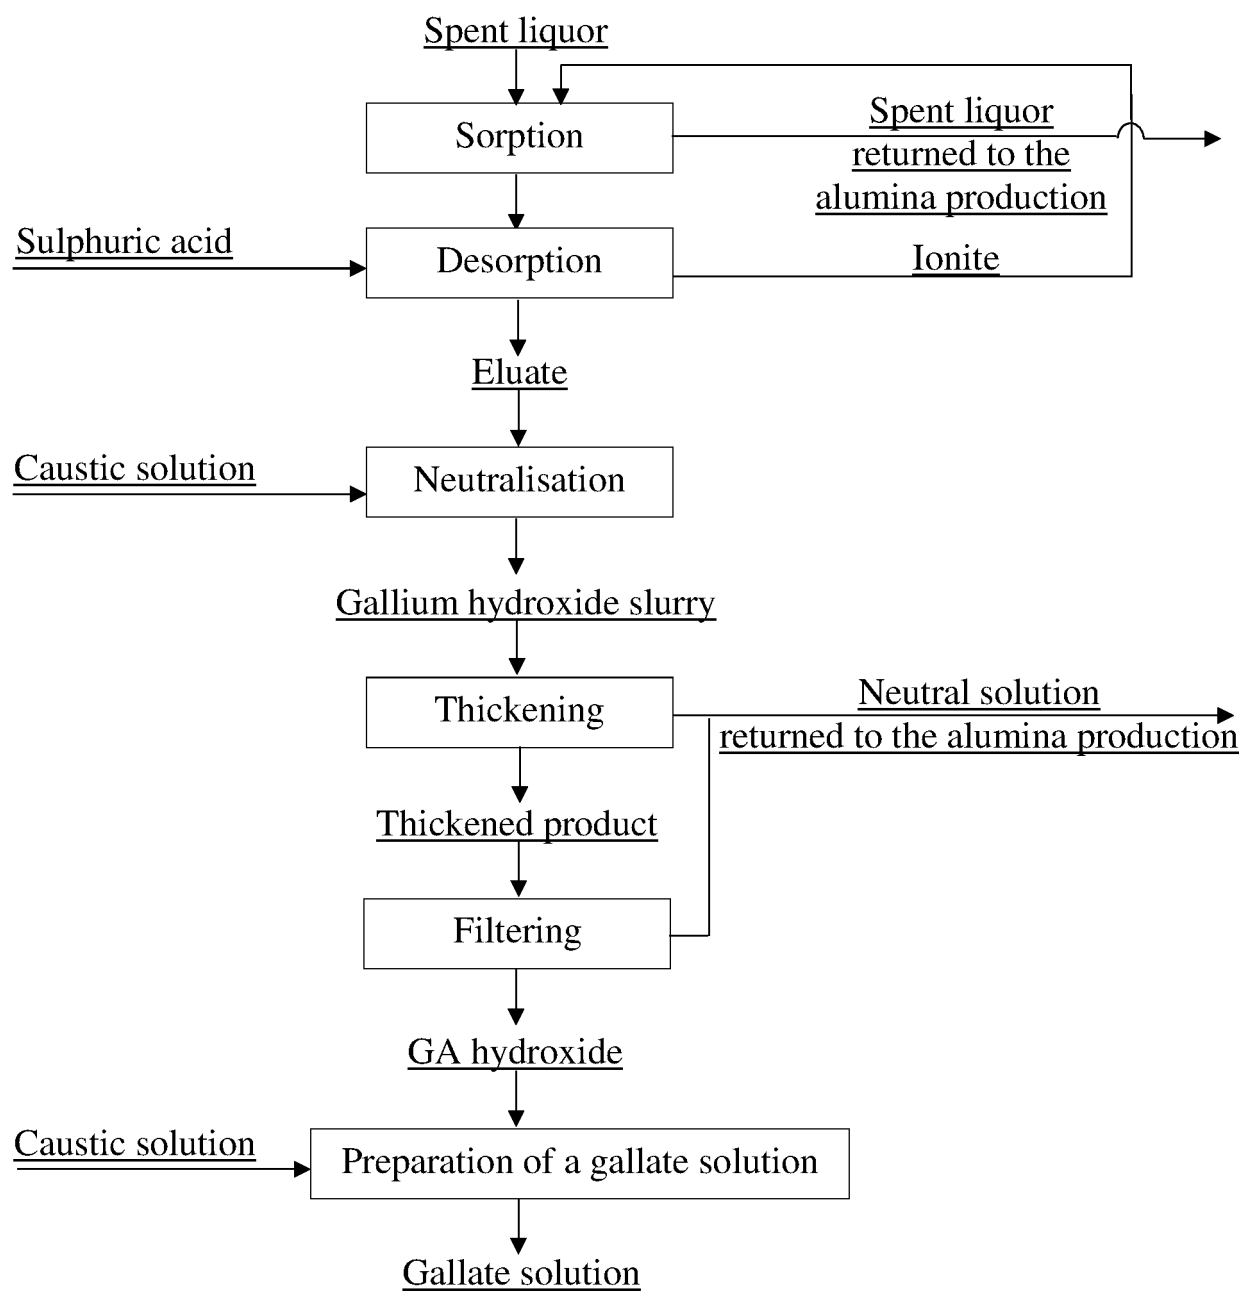 Spent liquor
Sorption
Spent liquor
returned to the
alumina production
Sulphuric acid
Desorption
Ionite
Eluate
Caustic solution
Neutralisation
Gallium hydroxide slurry
Thickening
Neutral solution
returned to the alumina production
Thickened product
Filtering
GA hydroxide
Caustic solution
Preparation of a gallate solution
Gallate solution